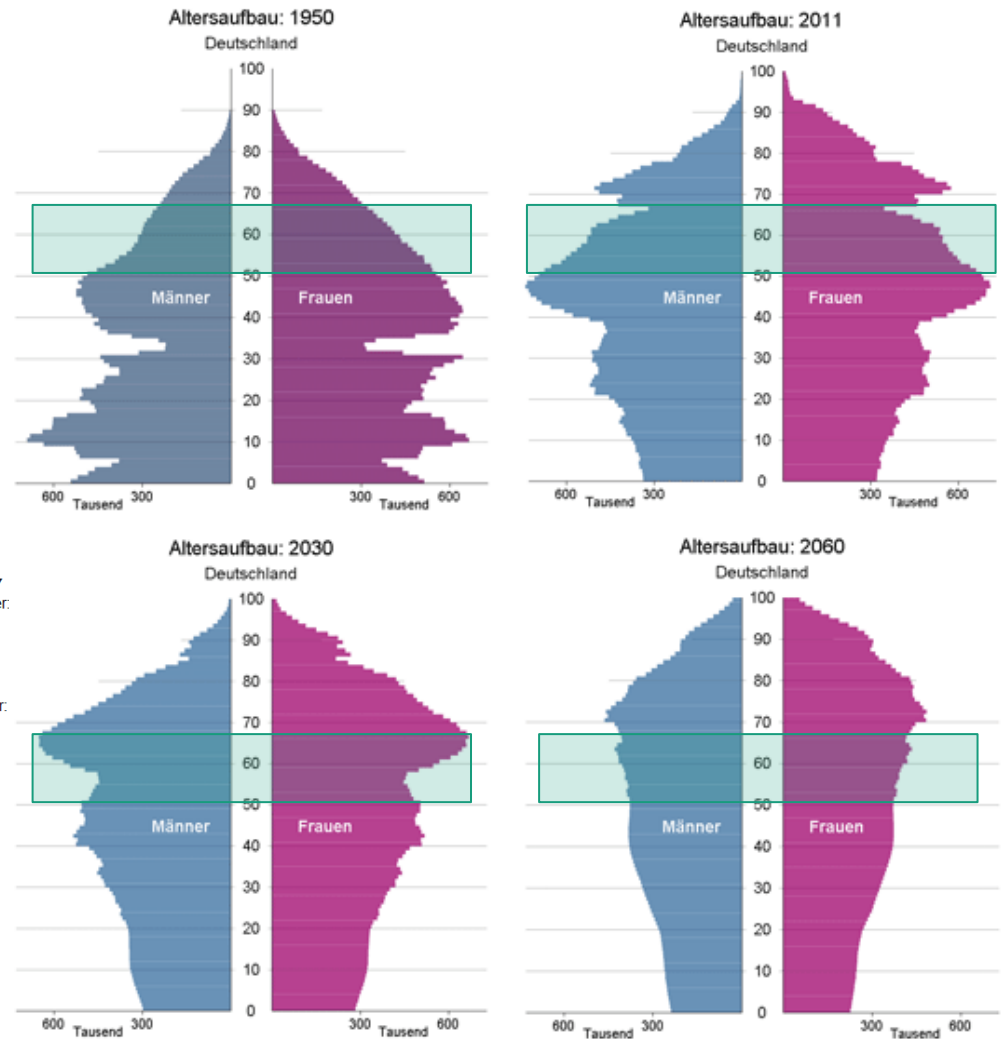 Altersaufbau: 1950
Deutschland
100
90
80
70
60
50
40
30
20
10
0
Männer
Frauen
600
300
300
600
Tausend
Tausend
Altersaufbau: 2011
Deutschland
100
90
80
70
60
50
40
30
20
10
0
Männer
Frauen
600
300
300
600
Tausend
Tausend
er:
r:
Altersaufbau: 2030
Deutschland
100
90
80
70
60
50
40
30
20
10
0
Männer
Frauen
600
300
300
600
Tausend
Tausend
Altersaufbau: 2060
Deutschland
100
90
80
70
60
50
40
30
20
10
0
Männer
Frauen
600
300
300
600
Tausend
Tausend